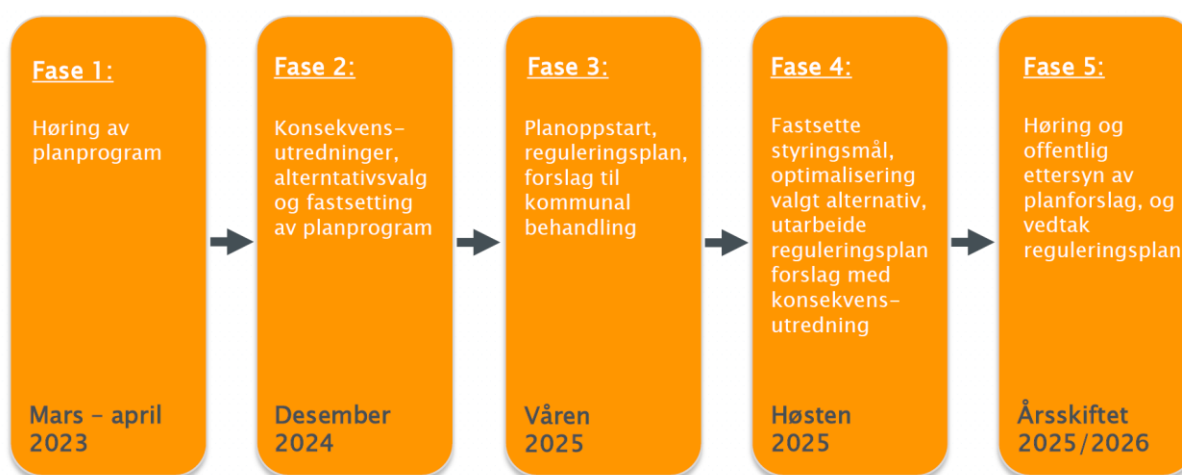 Fase 1:
Høring av
planprogram
Mars – april
2023
Fase 2:
Konsekvens-
utredninger,
alterntativsvalg
og fastsetting
av planprogram
Desember
2024
Fase 3:
Planoppstart,
reguleringsplan,
forslag til
kommunal
behandling
Våren
2025
Fase 4:
Fastsette
styringsmål,
optimalisering
valgt alternativ,
utarbeide
reguleringsplan
forslag med
konsekvens-
utredning
Høsten
2025
Fase 5:
Høring og
offentlig
ettersyn av
planforslag, og
vedtak
reguleringsplan
Årsskiftet
2025/2026